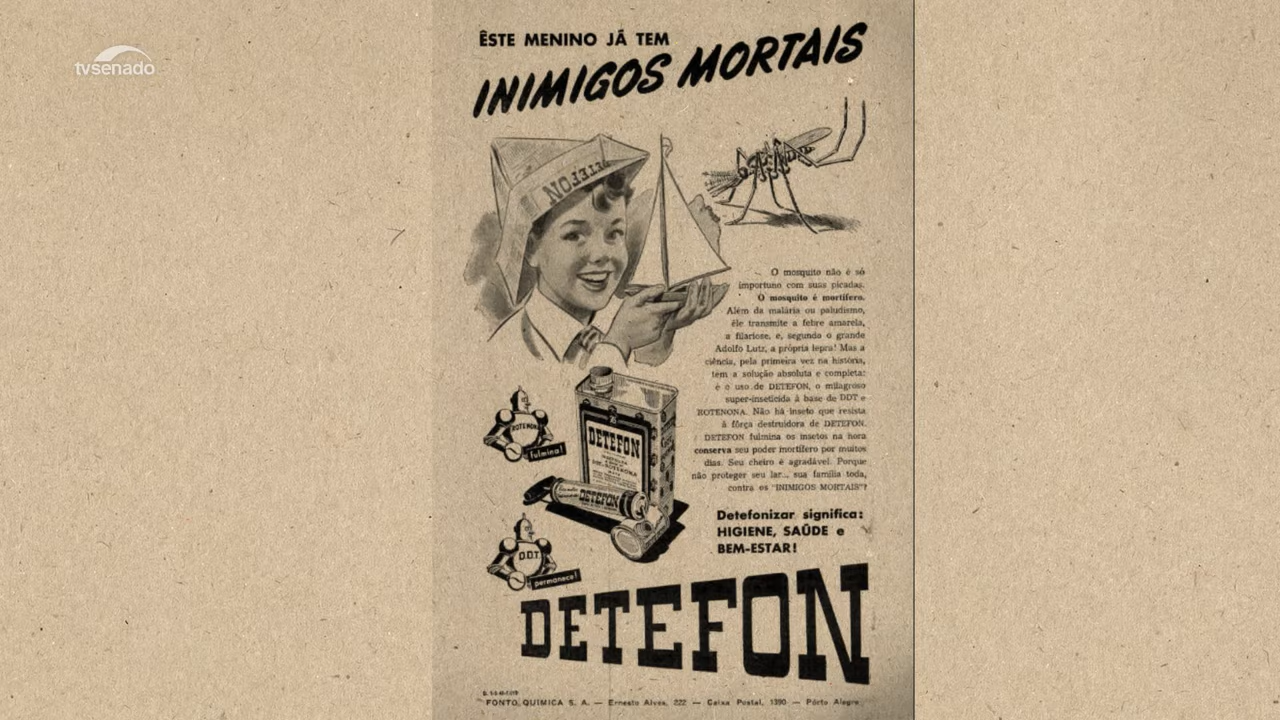 tvsenado
ÊSTE MENINO JÁ TEM
INIMIGOS MORTAIS
DETEFON
O mosquito não é só
importuno com suas picadas.
O mosquito é mortífero.
Além da malária ou paludismo,
êle transmite a febre amarela,
a filariose, e, segundo o grande
Adolfo Lutz, a própria lepra! Mas a
ciência, pela primeira vez na história,
tem a solução absoluta e completa:
é o uso de DETEFON, o milagroso
super-inseticida à base de DDT e
ROTENONA. Não há inseto que resista
à fôrça destruidora de DETEFON.
DETEFON fulmina os insetos na hora
conserva seu poder mortífero por muitos
dias. Seu cheiro é agradável. Porque
não proteger seu lar... sua família toda,
contra os "INIMIGOS MORTAIS"?
ROTENONA
fulmina!
DETEFON
DETEFON
D.D.T.
permanece!
Detefonizar significa:
HIGIENE, SAÚDE e
BEM-ESTAR!
DETEFON
FONTO QUIMICA S. A. — Ernesto Alves, 222 — Caixa Postal, 1390 — Pôrto Alegre